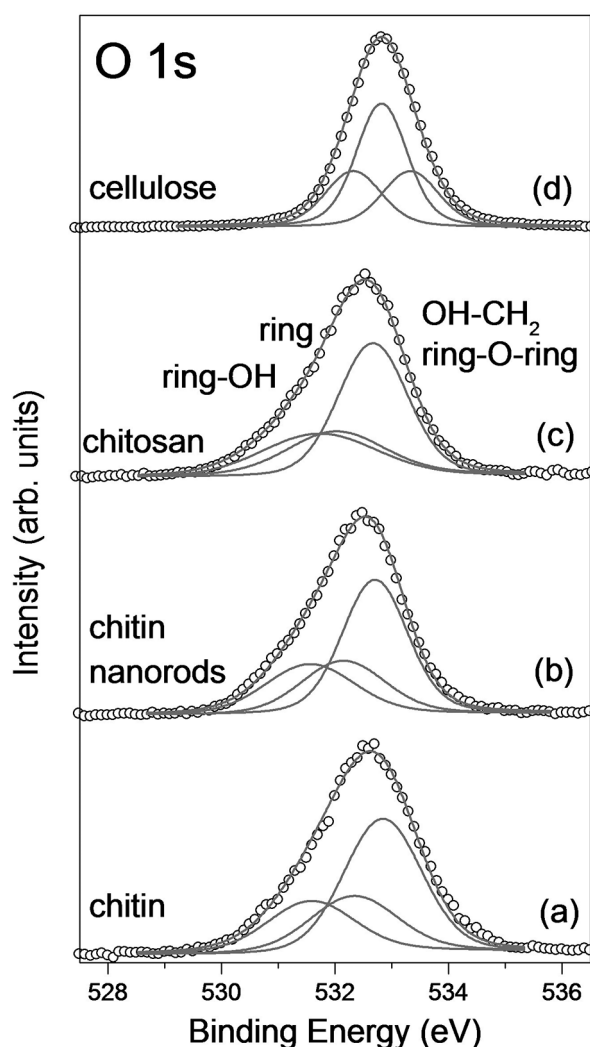 O 1s
cellulose
(d)
OH-CH2
ring
ring-O-ring
ring-OH
chitosan
(c)
chitin
nanorods
(b)
chitin
(a)
Intensity (arb. units)
528 530 532 534 536
Binding Energy (eV)